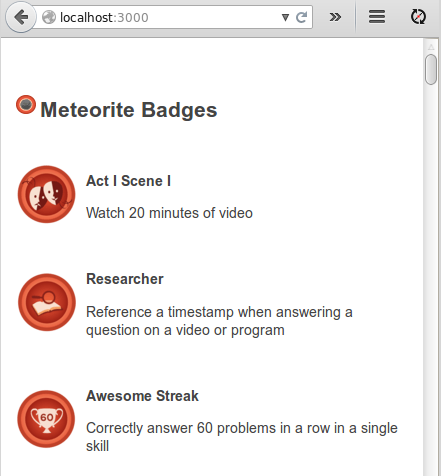 localhost:3000
Meteorite Badges
Act I Scene I
Watch 20 minutes of video
Researcher
Reference a timestamp when answering a
question on a video or program
60
Awesome Streak
Correctly answer 60 problems in a row in a single
skill